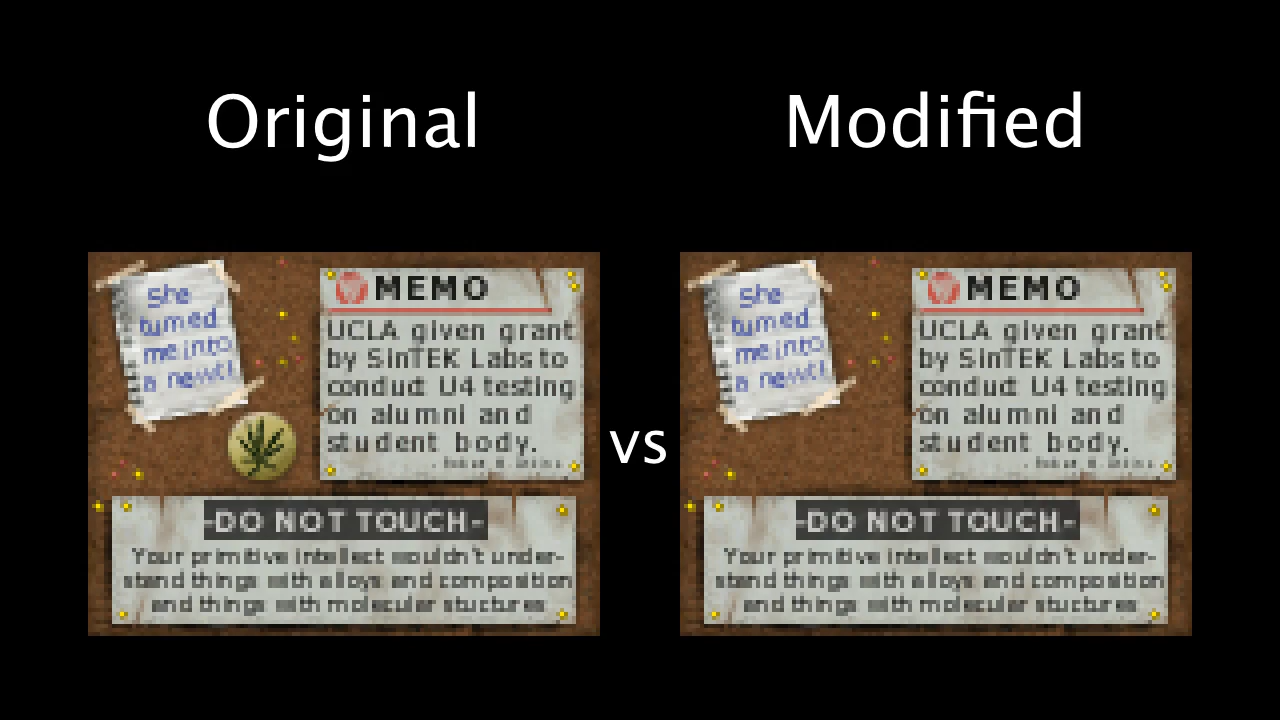 Original
Modified
She
turned
me into
a newt!
MEMO
UCLA given grant
by SinTEK Labs to
conduct U4 testing
on alumni and
student body.
-DO NOT TOUCH-
Your primitive intellect wouldn't under-
stand things with alloys and composition
and things with molecular stuctures
vs
She
turned
me into
a newt!
MEMO
UCLA given grant
by SinTEK Labs to
conduct U4 testing
on alumni and
student body.
-DO NOT TOUCH-
Your primitive intellect wouldn't under-
stand things with alloys and composition
and things with molecular stuctures